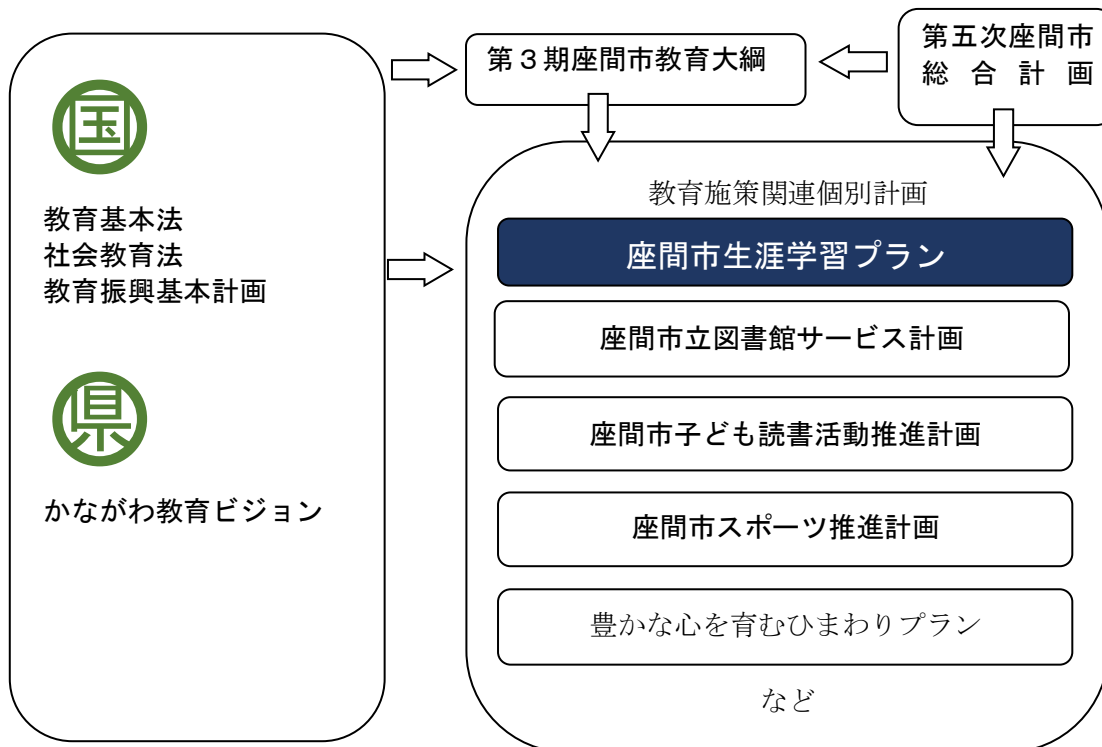 国
教育基本法
社会教育法
教育振興基本計画
県
かながわ教育ビジョン
第3期座間市教育大綱
第五次座間市
総合計画
教育施策関連個別計画
座間市生涯学習プラン
座間市立図書館サービス計画
座間市子ども読書活動推進計画
座間市スポーツ推進計画
豊かな心を育むひまわりプラン
など